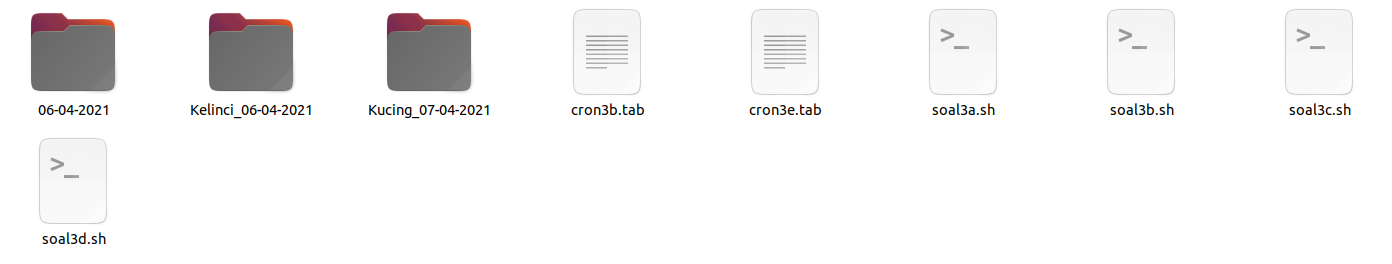 06-04-2021
Kelinci_06-04-2021
Kucing_07-04-2021
cron3b.tab
cron3e.tab
soal3a.sh
soal3b.sh
soal3c.sh
soal3d.sh